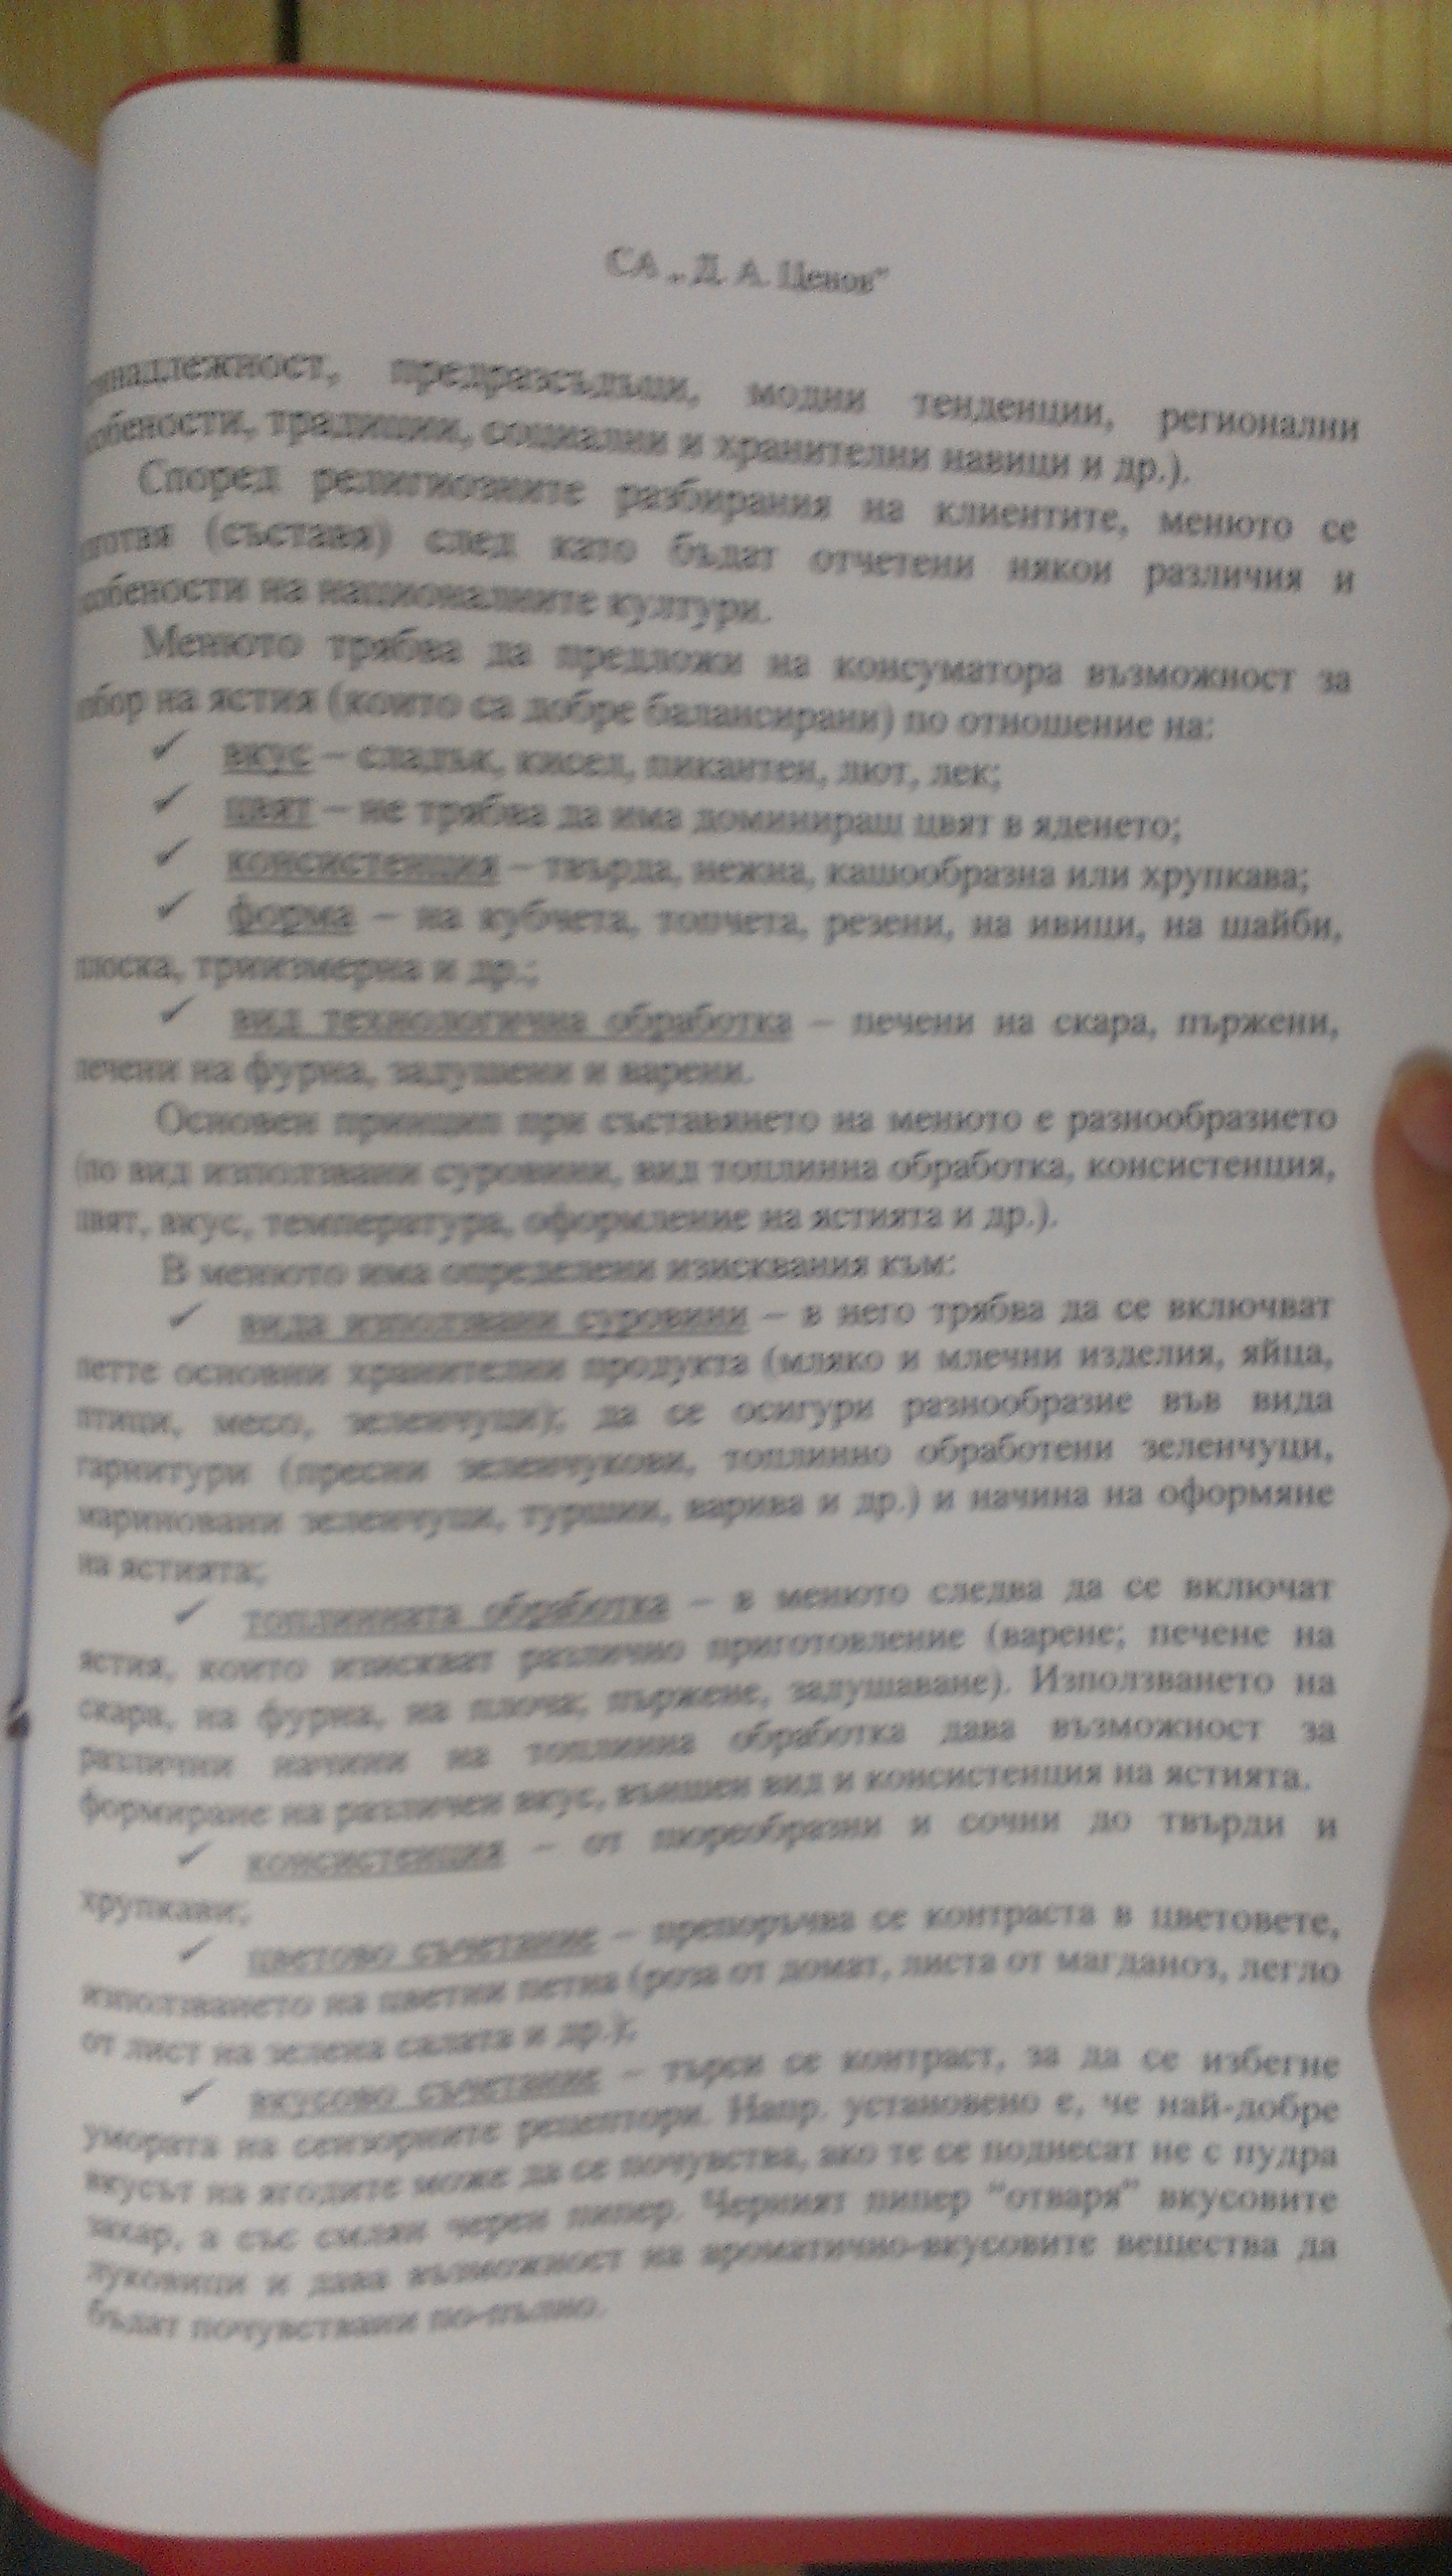 СА „Д. А. Ценов”
принадлежност, предразсъдъци, модни тенденции, регионални
особености, традиции, социални и хранителни навици и др.).
Според религиозните разбирания на клиентите, менюто се
(съставя) след като бъдат отчетени някои различия и
особености на националните култури.
Менюто трябва да предложи на консуматора възможност за
избор на ястия (които са добре балансирани) по отношение на:
✓ вкус – сладък, кисел, пикантен, лют, лек;
✓ цвят – не трябва да има доминиращ цвят в яденето;
✓ консистенция – твърда, нежна, кашообразна или хрупкава;
✓ форма – на кубчета, топчета, резени, на ивици, на шайби,
плоска, триизмерна и др.;
✓ вид технологична обработка – печени на скара, пържени,
печени на фурна, задушени и варени.
Основен принцип при съставянето на менюто е разнообразието
(по вид използвани суровини, вид топлинна обработка, консистенция,
цвят, вкус, температура, оформление на ястията и др.).
В менюто има определени изисквания към:
✓ вида използвани суровини – в него трябва да се включват
петте основни хранителни продукта (мляко и млечни изделия, яйца,
птици, месо, зеленчуци); да се осигури разнообразие във вида
гарнитури (пресни зеленчукови, топлинно обработени зеленчуци,
мариновани зеленчуци, туршии, варива и др.) и начина на оформяне
на ястията;
✓ топлинната обработка – в менюто следва да се включат
ястия, които изискват различно приготовление (варене; печене на
скара, на фурна, на плоча; пържене, задушаване). Използването на
различни начини на топлинна обработка дава възможност за
формиране на различен вкус, външен вид и консистенция на ястията.
✓ консистенция – от пюреобразни и сочни до твърди и
хрупкави;
✓ цветово съчетание – препоръчва се контраста в цветовете,
използването на цветни петна (роза от домат, листа от магданоз, легло
от лист на зелена салата и др.);
✓ вкусово съчетание – търси се контраст, за да се избегне
умората на сензорните рецептори. Напр. установено е, че най-добре
вкусът на ягодите може да се почувства, ако те се поднесат не с пудра
захар, а със смлян черен пипер. Черният пипер “отваря” вкусовите
луковици и дава възможност на ароматично-вкусовите вещества да
бъдат почувствани по-пълно.